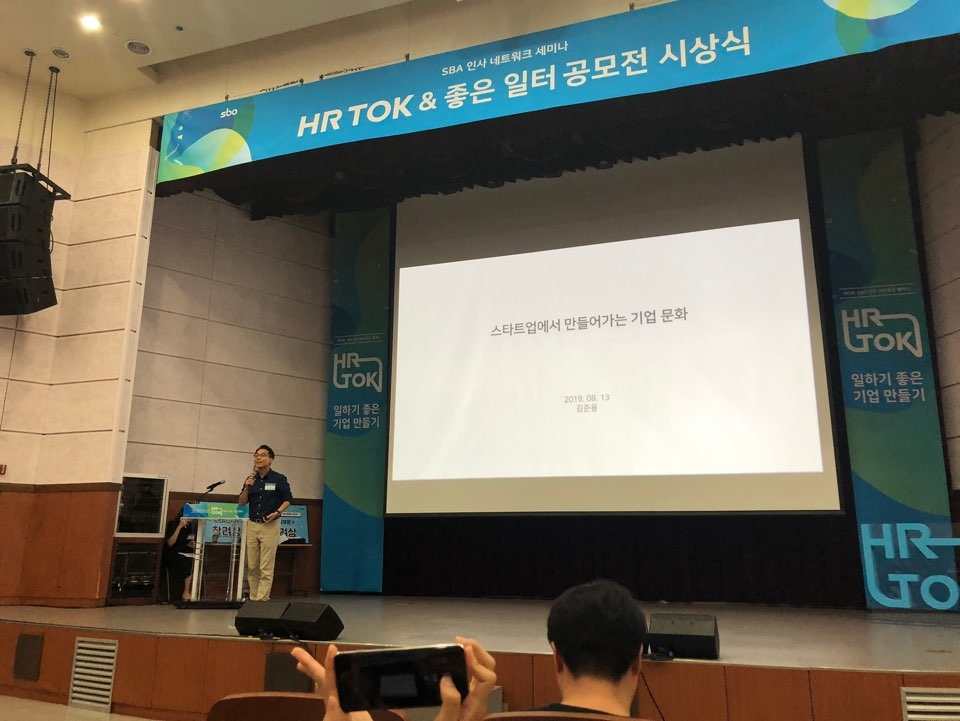 sba
SBA 인사 네트워크 세미나
HR TOK & 좋은 일터 공모전 시상식
스타트업에서 만들어가는 기업 문화
2019. 08. 13
김준용
HR
TOK
일하기 좋은
기업 만들기
HR
TOK
일하기 좋은
기업 만들기
HR
TO